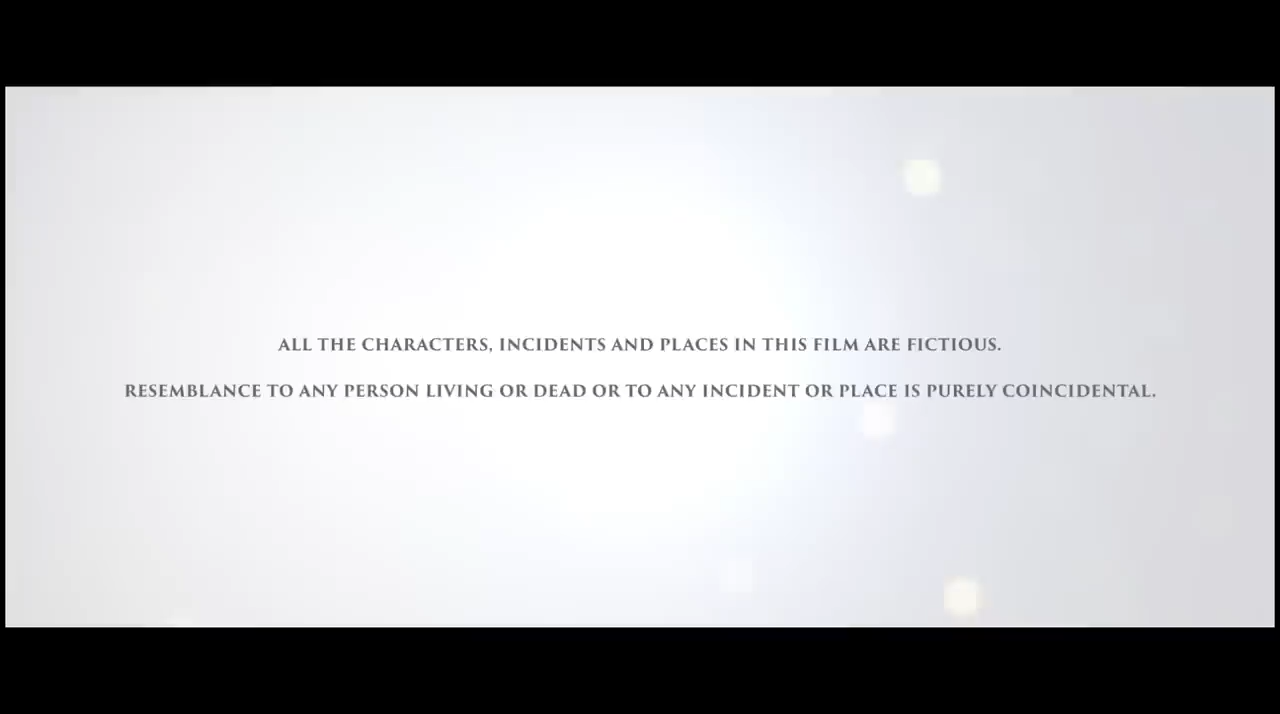 ALL THE CHARACTERS, INCIDENTS AND PLACES IN THIS FILM ARE FICTIOUS.
RESEMBLANCE TO ANY PERSON LIVING OR DEAD OR TO ANY INCIDENT OR PLACE IS PURELY COINCIDENTAL.